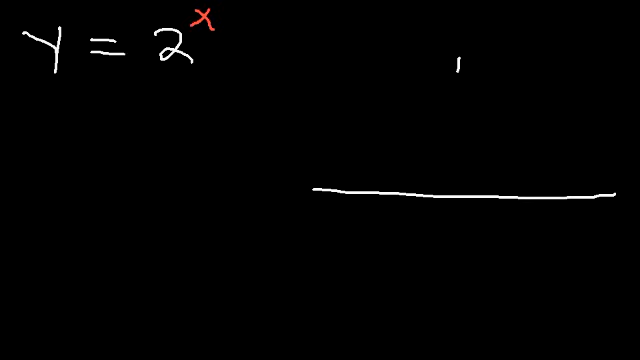 y = 2^x